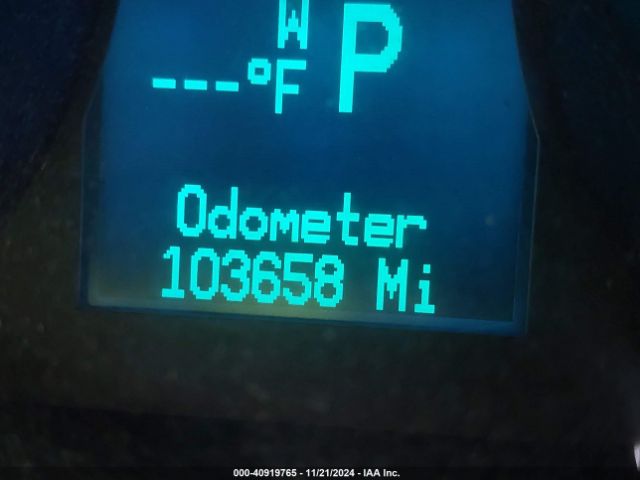 W P
---°F
Odometer
103658 Mi
000-40919765 - 11/21/2024 - IAA Inc.